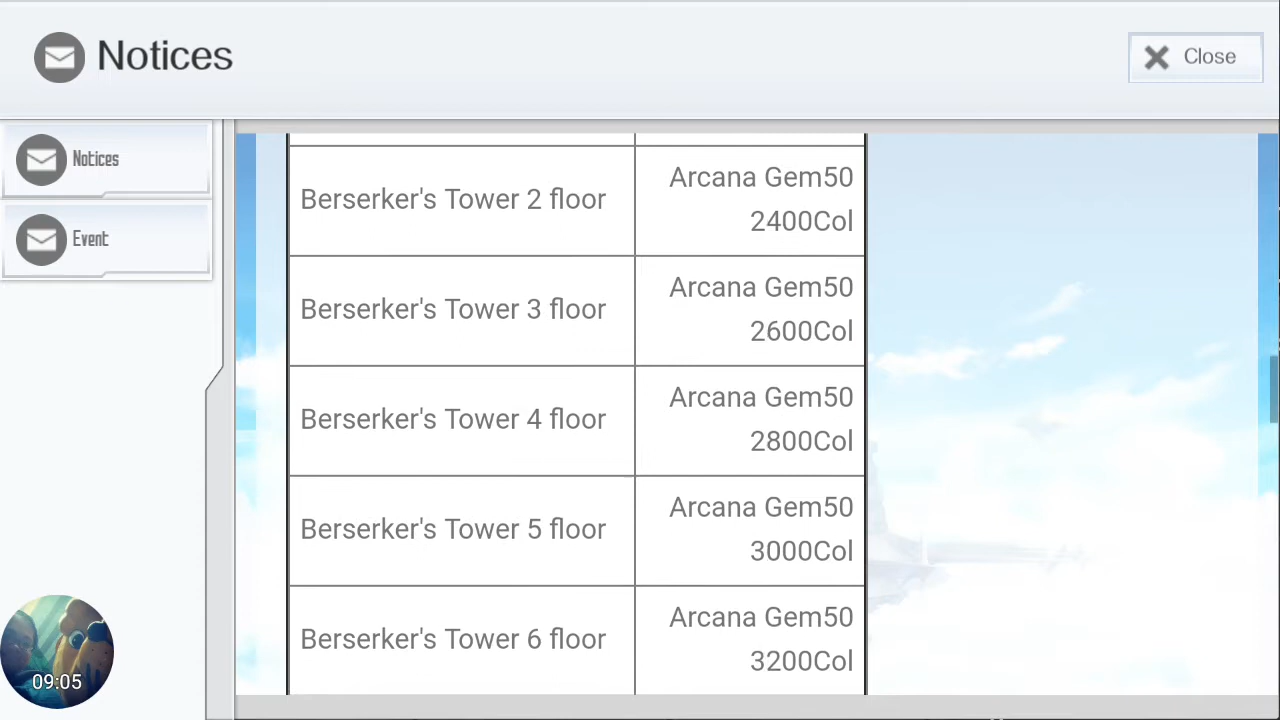 Notices
Close
Notices
Event
Berserker's Tower 2 floor
Arcana Gem50
2400Col
Berserker's Tower 3 floor
Arcana Gem50
2600Col
Berserker's Tower 4 floor
Arcana Gem50
2800Col
Berserker's Tower 5 floor
Arcana Gem50
3000Col
Berserker's Tower 6 floor
Arcana Gem50
3200Col
09:05